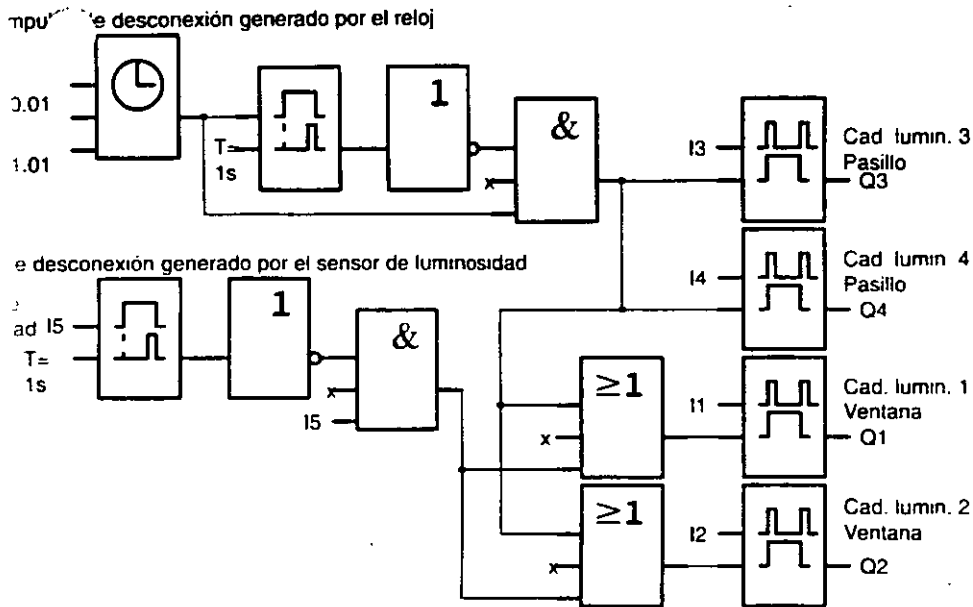 de desconexión generado por el reloj
0.01
1.01
T=
1s
1
&
x
I3
Cad. lumin. 3
Pasillo
Q3
e desconexión generado por el sensor de luminosidad
I4
Cad lumin 4
Pasillo
Q4
ad I5
T=
1s
1
&
x
I5
≥1
x
I1
Cad. lumin. 1
Ventana
Q1
≥1
x
I2
Cad. lumin. 2
Ventana
Q2